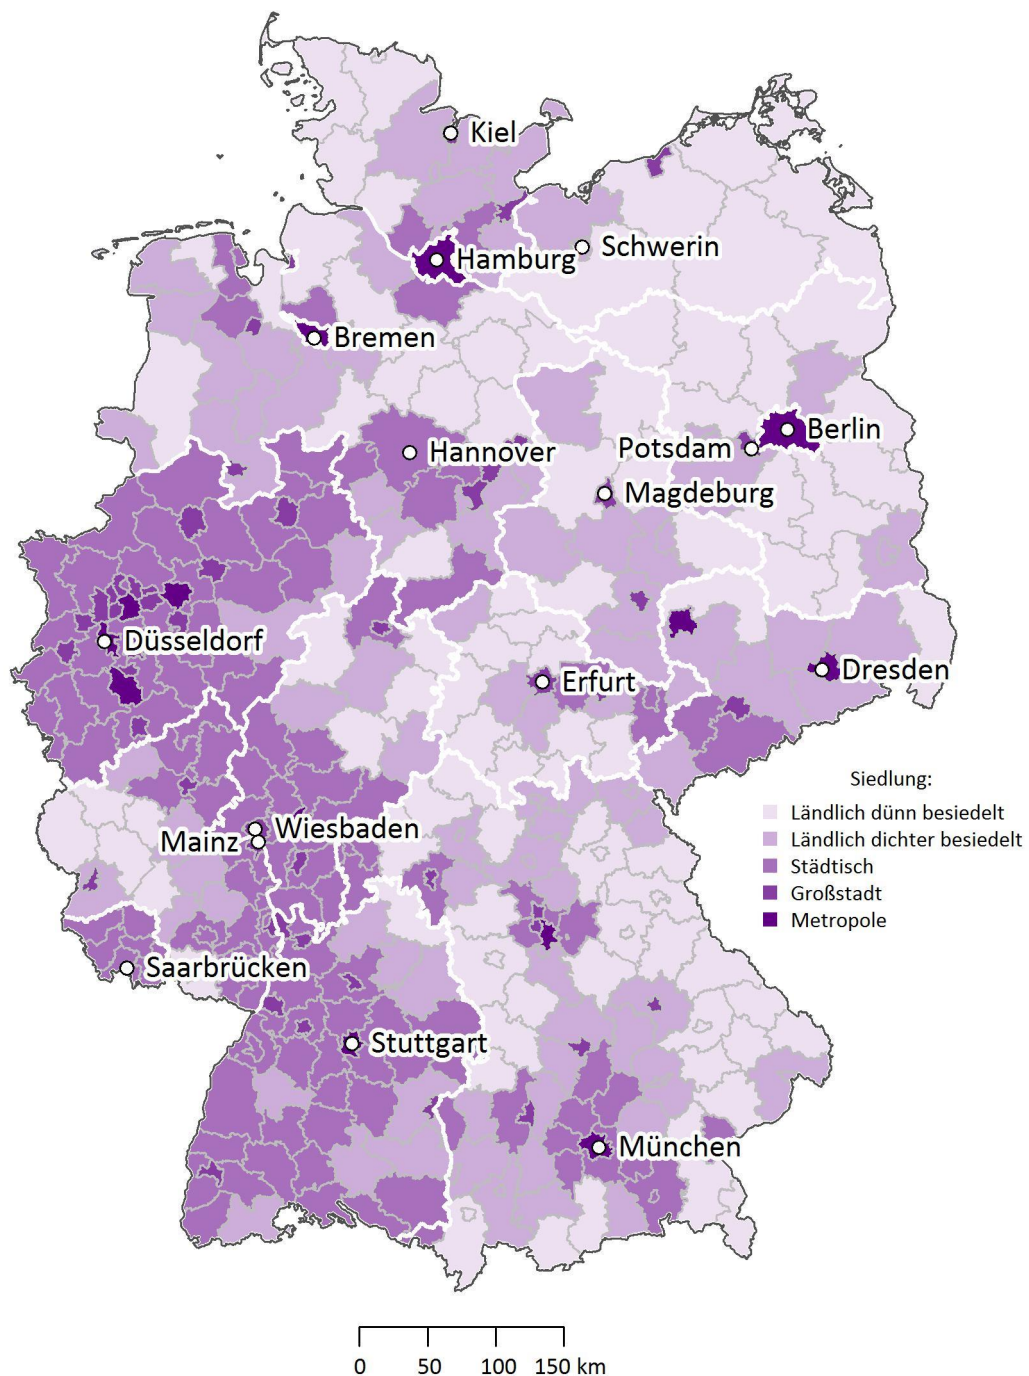 Kiel
Schwerin
Hamburg
Bremen
Berlin
Hannover
Potsdam
Magdeburg
Düsseldorf
Erfurt
Dresden
Siedlung:
Ländlich dünn besiedelt
Ländlich dichter besiedelt
Städtisch
Großstadt
Metropole
Wiesbaden
Mainz
Saarbrücken
Stuttgart
München
0 50 100 150 km